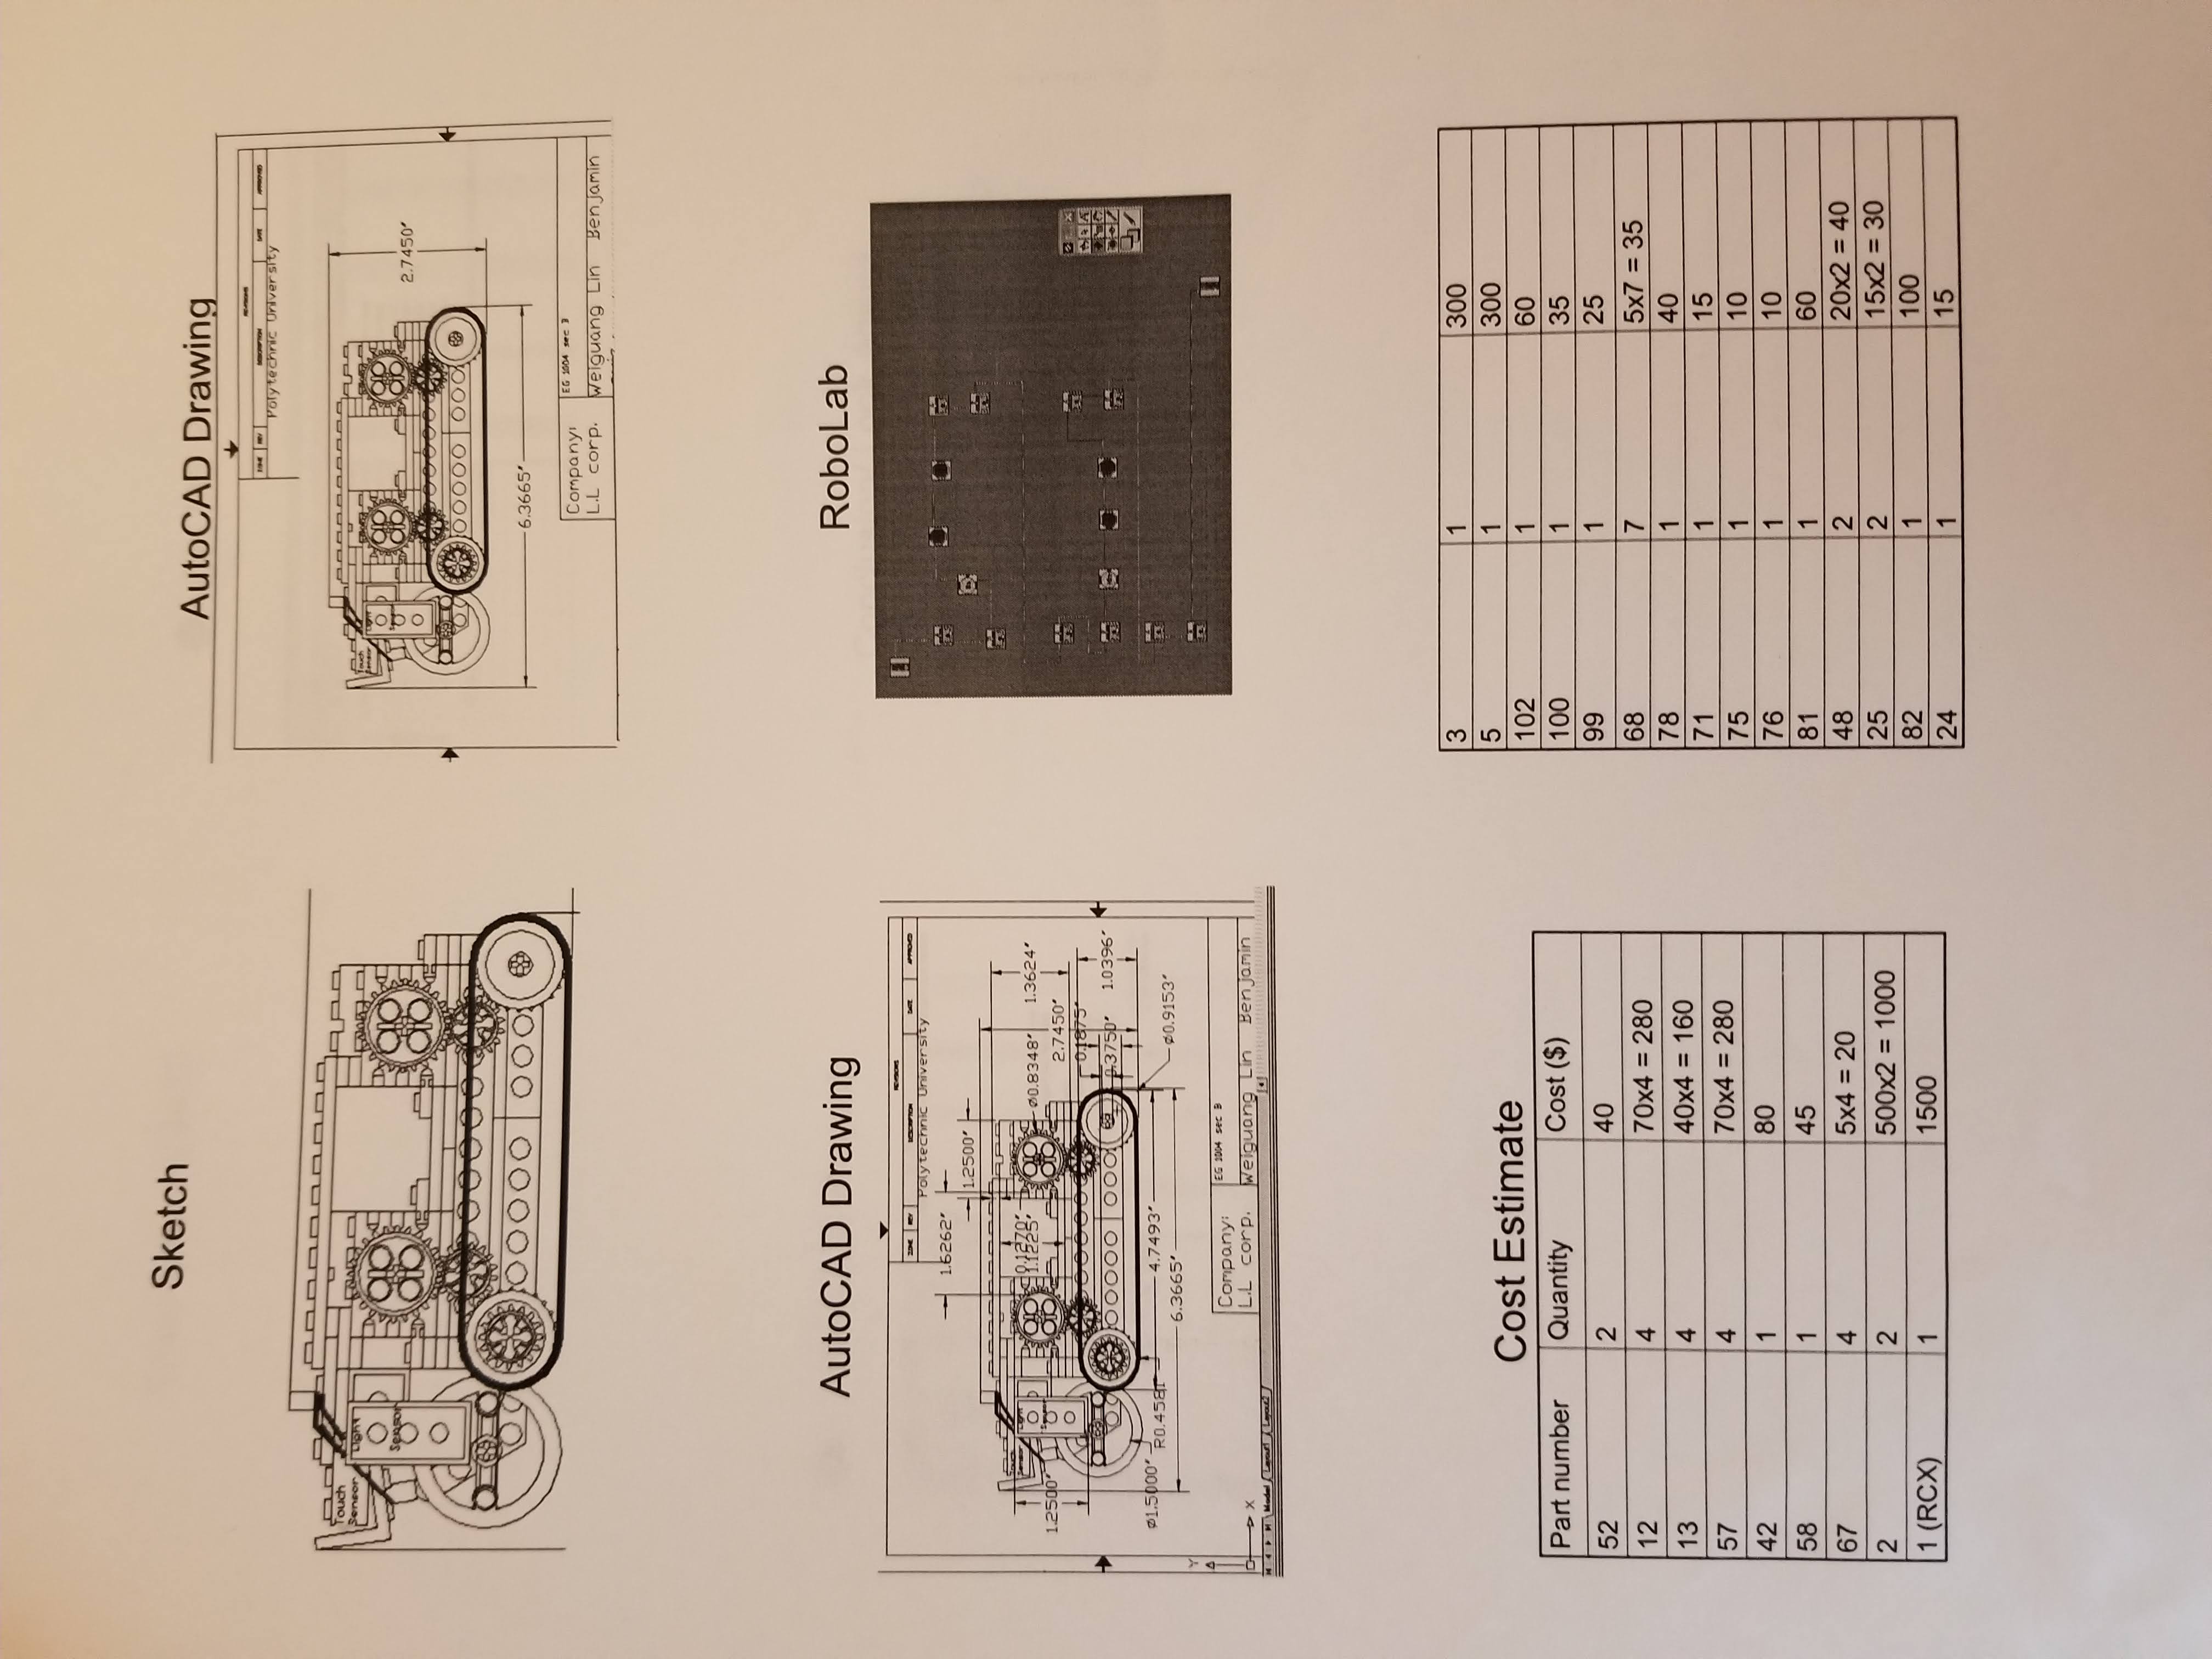 Sketch
Touch
Sensor
Light
Sensor
AutoCAD Drawing
REVISIONS
ZONE REV DESCRIPTION DATE APPROVED
Polytechnic University
Touch
Sensor
Light
Sensor
2.7450"
6.3665"
Company:
L.L corp.
EG 1004 sec B
Weiguang Lin Benjamin
AutoCAD Drawing
REVISIONS
ZONE REV DESCRIPTION DATE APPROVED
Polytechnic University
1.6262"
1.2500"
Touch
Sensor
Light
Sensor
0.1270"
1.1225"
Ø0.8348"
1.3624"
1.2500"
2.7450"
0.1875"
0.3750"
1.0396"
Ø1.5000"
R0.4581
4.7493"
Ø0.9153"
6.3665"
Y
X
Company:
L.L corp.
EG 1004 sec B
Weiguang Lin Benjamin
Model Layout1 Layout2
RoboLab
Cost Estimate
Part number Quantity Cost ($)
52 2 40
12 4 70x4 = 280
13 4 40x4 = 160
57 4 70x4 = 280
42 1 80
58 1 45
67 4 5x4 = 20
2 2 500x2 = 1000
1 (RCX) 1 1500
3 1 300
5 1 300
102 1 60
100 1 35
99 1 25
68 7 5x7 = 35
78 1 40
71 1 15
75 1 10
76 1 10
81 1 60
48 2 20x2 = 40
25 2 15x2 = 30
82 1 100
24 1 15